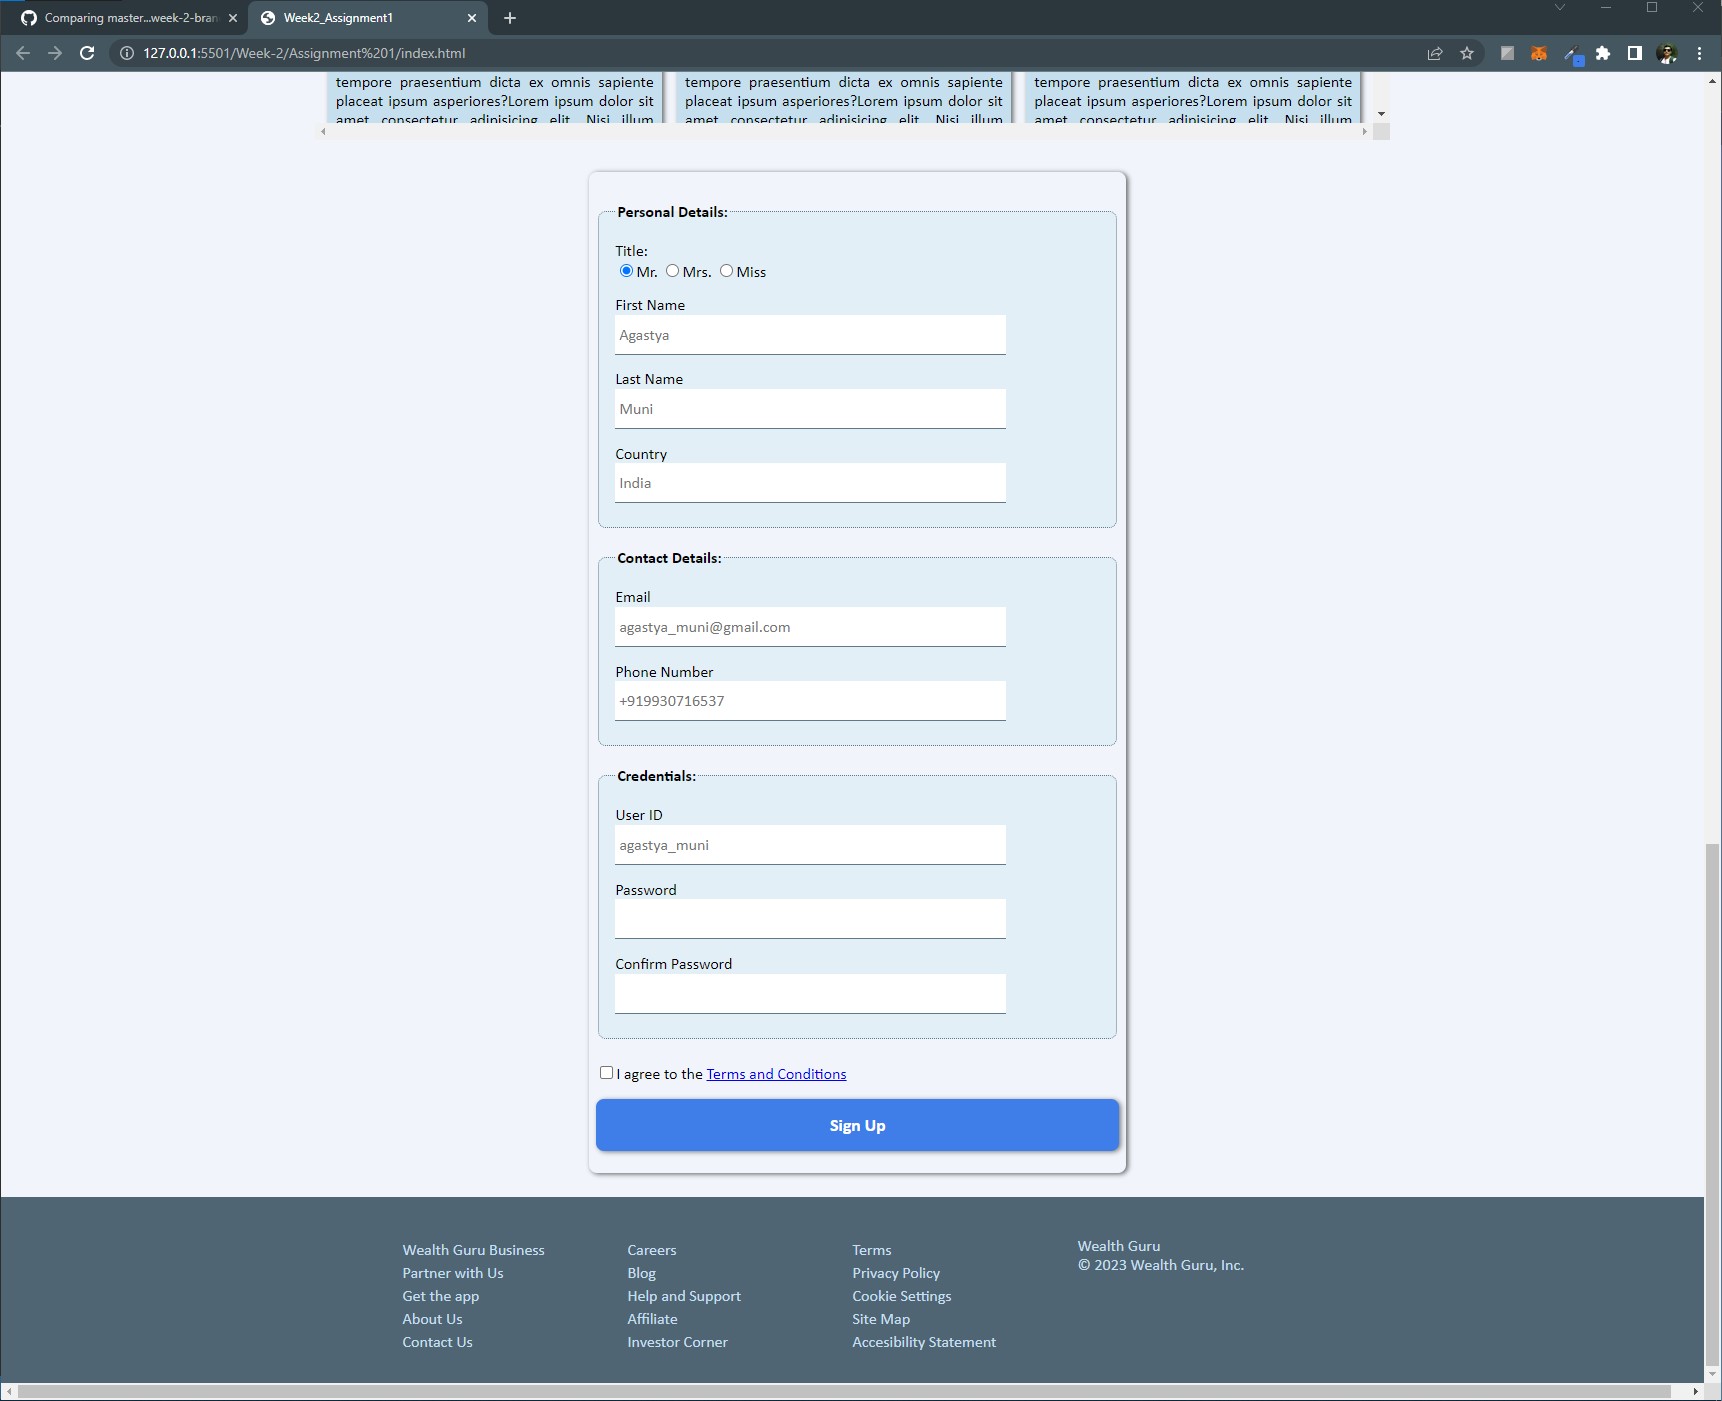 Comparing master...week-2-bran
Week2_Assignment1
127.0.0.1:5501/Week-2/Assignment%201/index.html
tempore praesentium dicta ex omnis sapiente
placeat ipsum asperiores?Lorem ipsum dolor sit
amet consectetur adipisicing elit. Nisi illum
tempore praesentium dicta ex omnis sapiente
placeat ipsum asperiores?Lorem ipsum dolor sit
amet consectetur adipisicing elit. Nisi illum
tempore praesentium dicta ex omnis sapiente
placeat ipsum asperiores?Lorem ipsum dolor sit
amet consectetur adipisicing elit. Nisi illum
Personal Details:
Title:
Mr. Mrs. Miss
First Name
Agastya
Last Name
Muni
Country
India
Contact Details:
Email
agastya_muni@gmail.com
Phone Number
+919930716537
Credentials:
User ID
agastya_muni
Password
Confirm Password
I agree to the Terms and Conditions
Sign Up
Wealth Guru Business
Partner with Us
Get the app
About Us
Contact Us
Careers
Blog
Help and Support
Affiliate
Investor Corner
Terms
Privacy Policy
Cookie Settings
Site Map
Accesibility Statement
Wealth Guru
© 2023 Wealth Guru, Inc.